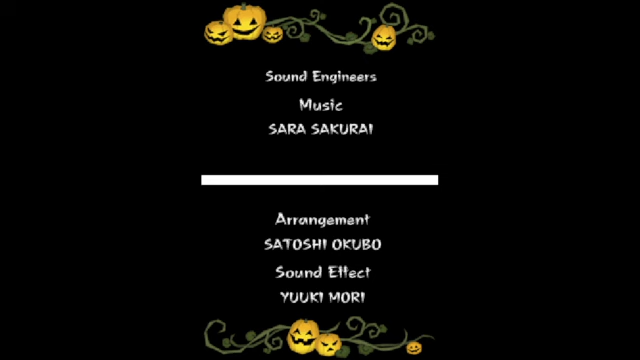 Sound Engineers
Music
SARA SAKURAI
Arrangement
SATOSHI OKUBO
Sound Effect
YUUKI MORI